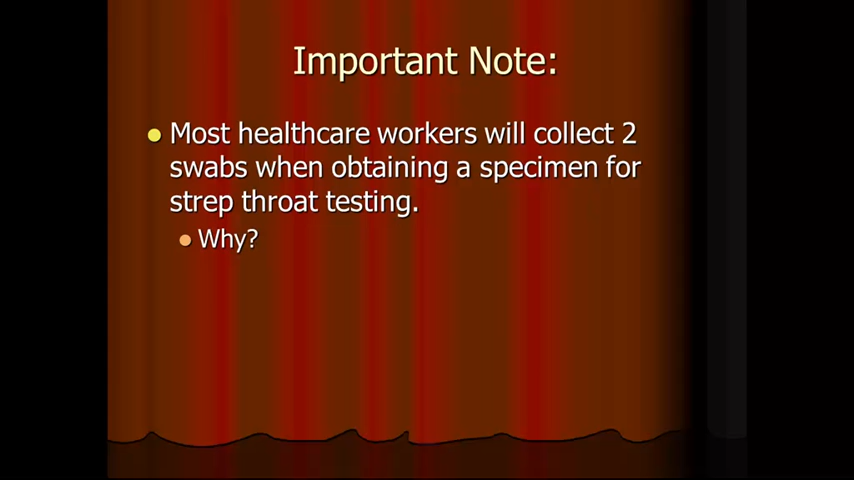 Important Note:
Most healthcare workers will collect 2
swabs when obtaining a specimen for
strep throat testing.
Why?